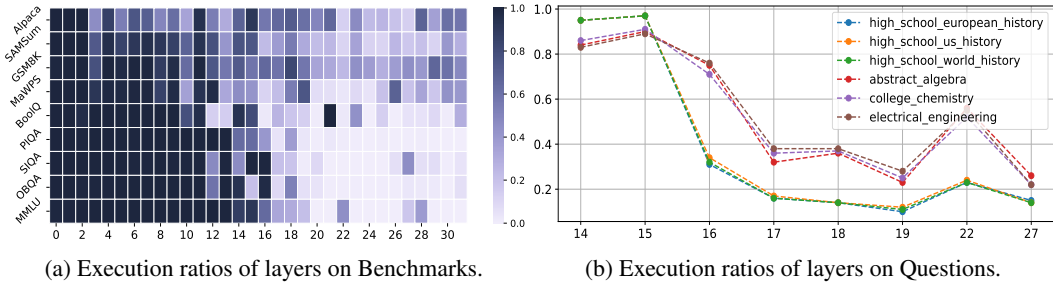 Alpaca
SAMSum
GSM8K
MaWPS
BoolQ
PIQA
SIQA
OBQA
MMLU
0 2 4 6 8 10 12 14 16 18 20 22 24 26 28 30
1.0
0.8
0.6
0.4
0.2
0.0
(a) Execution ratios of layers on Benchmarks.
1.0
0.8
0.6
0.4
0.2
14 15 16 17 18 19 22 27
high_school_european_history
high_school_us_history
high_school_world_history
abstract_algebra
college_chemistry
electrical_engineering
(b) Execution ratios of layers on Questions.